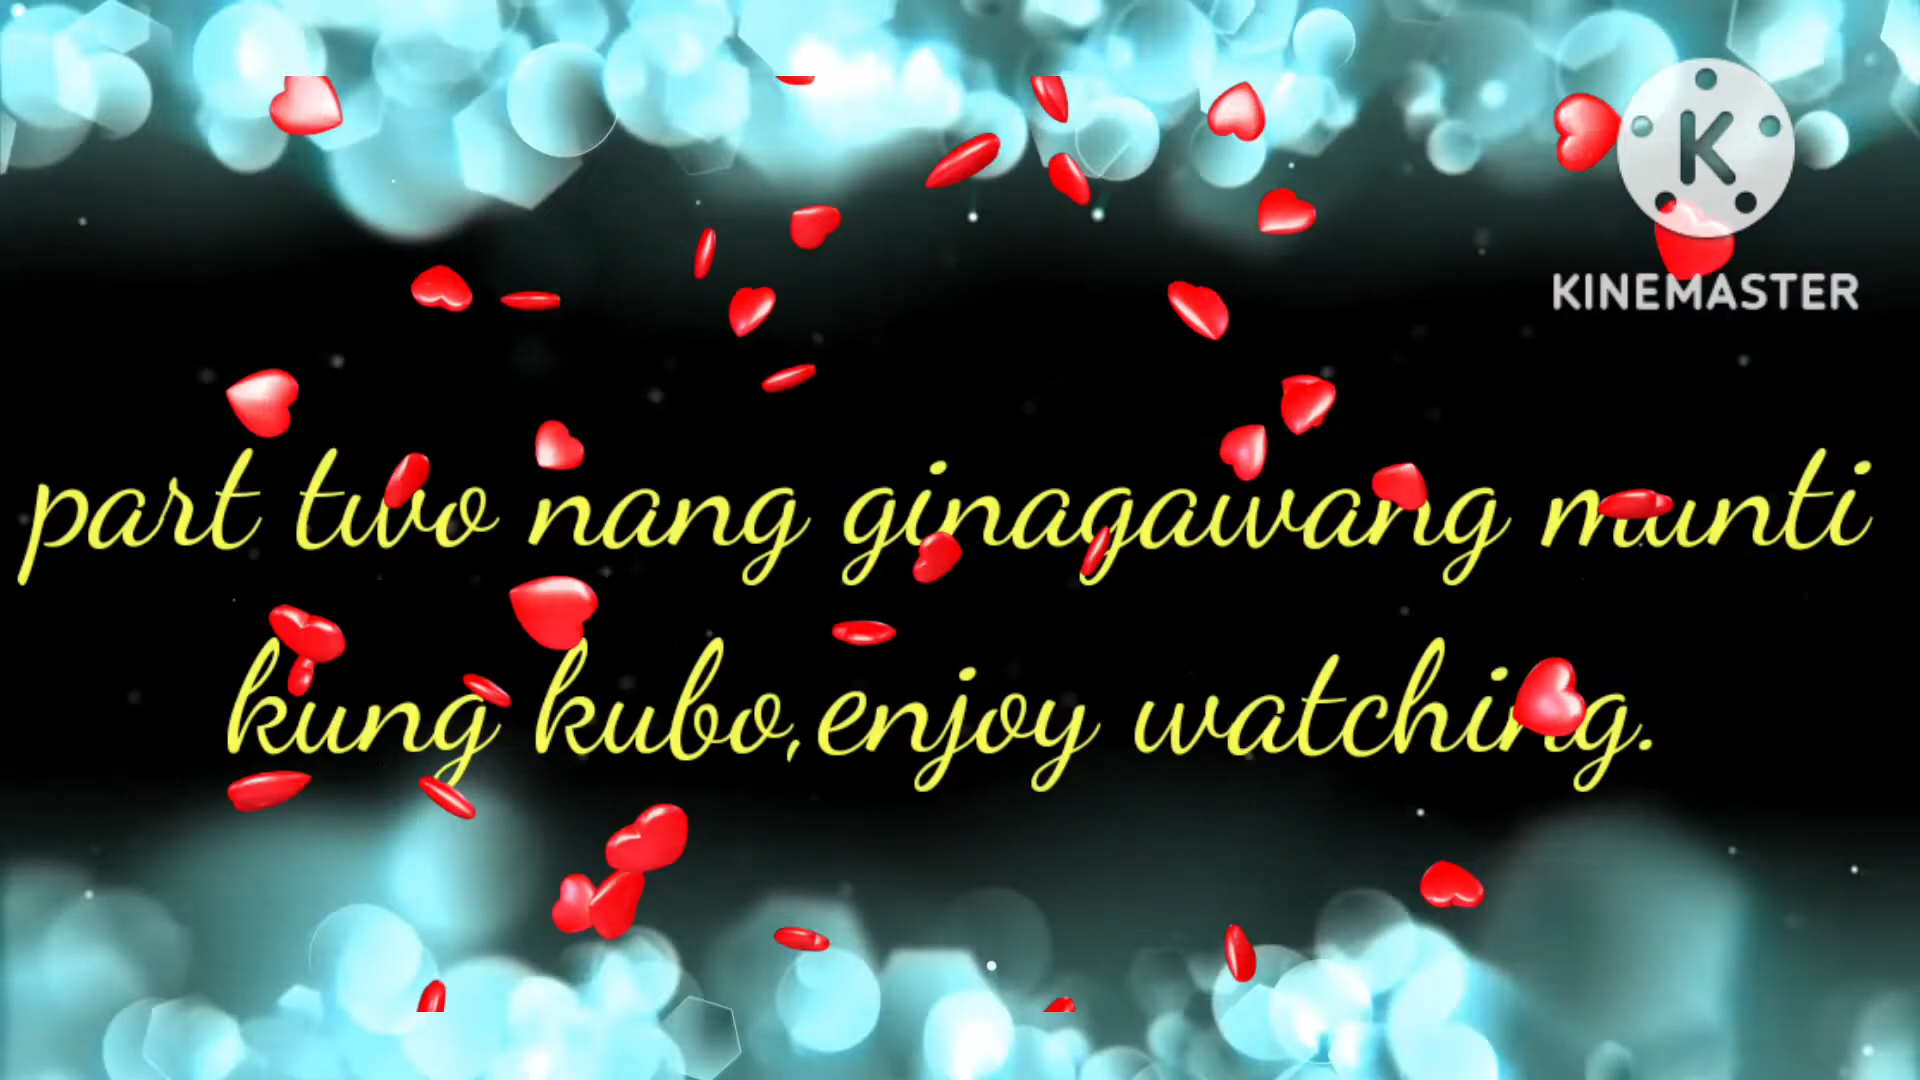 K
KINEMASTER
part two nang ginagawang munti
kung kubo,enjoy watching.